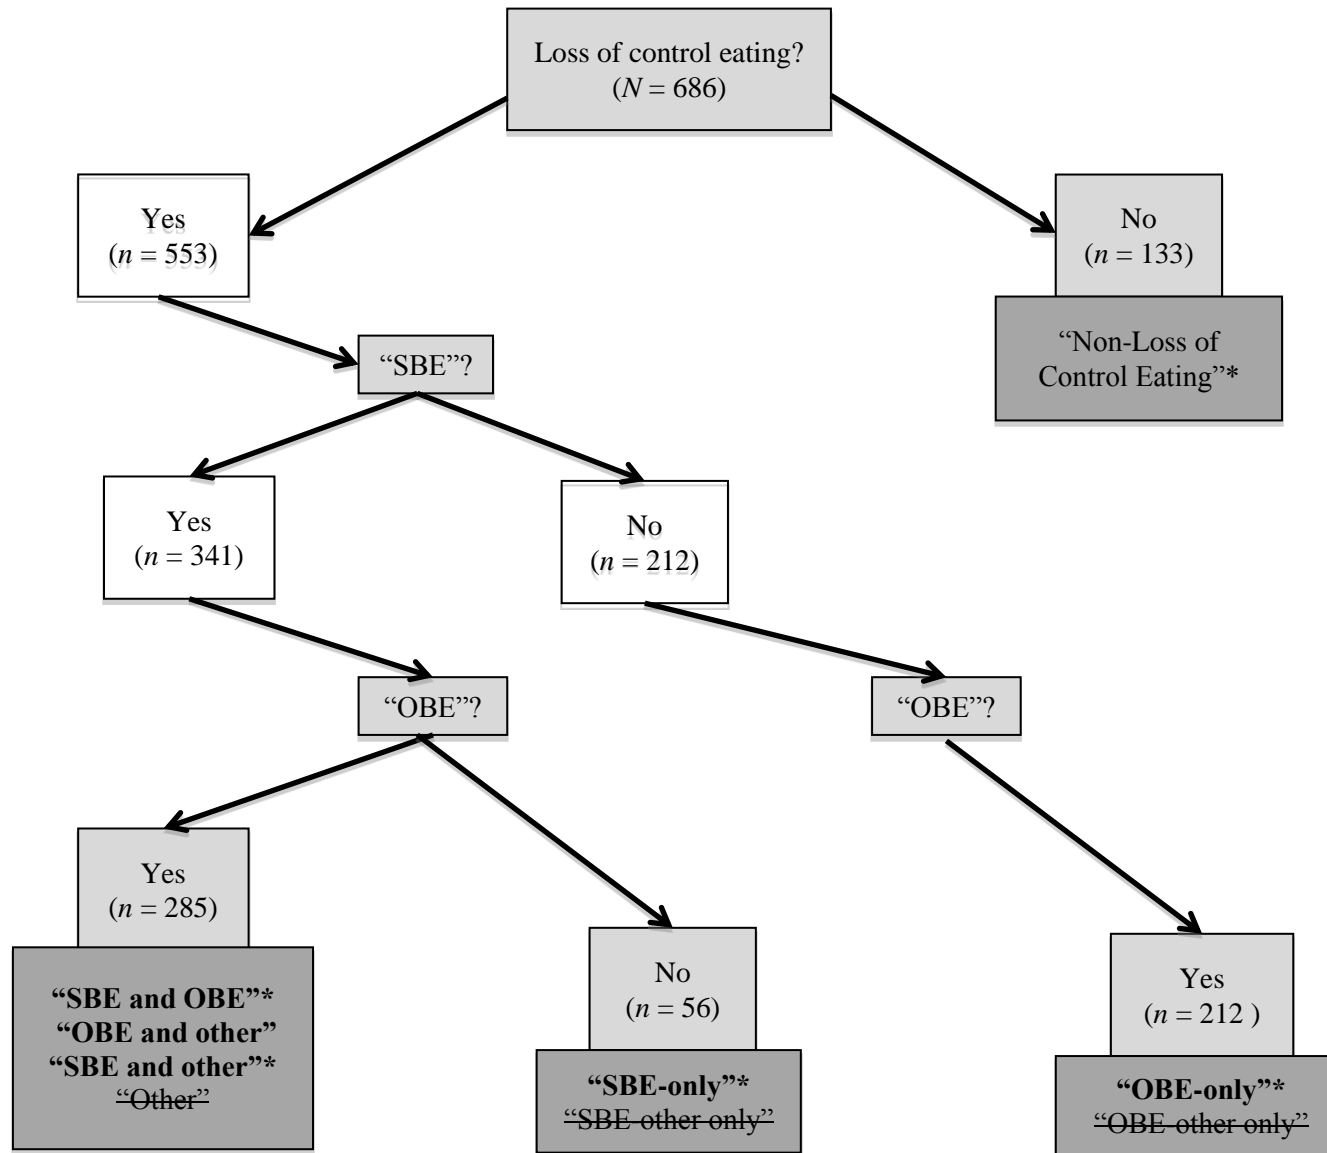 Loss of control eating?
(N = 686)
Yes
(n = 553)
No
(n = 133)
“Non-Loss of
Control Eating”*
“SBE”?
Yes
(n = 341)
No
(n = 212)
“OBE”?
“OBE”?
Yes
(n = 285)
“SBE and OBE”*
“OBE and other”
“SBE and other”*
“Other”
No
(n = 56)
“SBE-only”*
“SBE-other only”
Yes
(n = 212 )
“OBE-only”*
“OBE-other only”